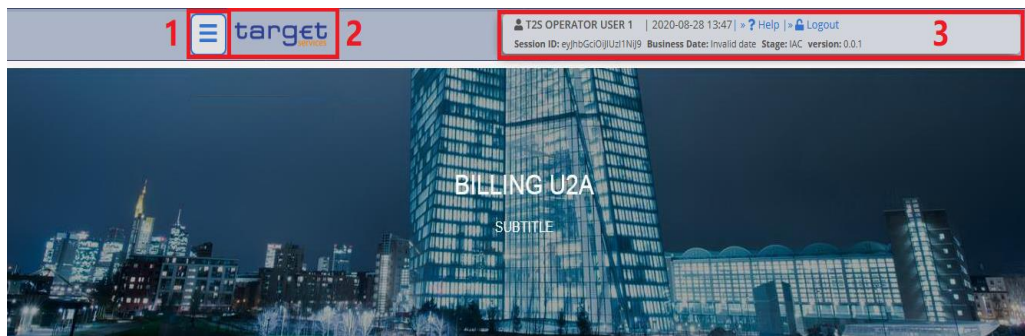 1
target
services
2
T2S OPERATOR USER 1 | 2020-08-28 13:47 | » ? Help | » Logout
Session ID: eyJhbGciOiJIUzI1NiJ9 Business Date: Invalid date Stage: IAC version: 0.0.1
3
BILLING U2A
SUBTITLE